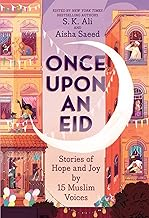 EDITED BY NEW YORK TIMES
BESTSELLING AUTHORS
S. K. Ali
and
Aisha Saeed
ONCE
UPON
AN
EID
Stories of
Hope and Joy
by
15 Muslim
Voices